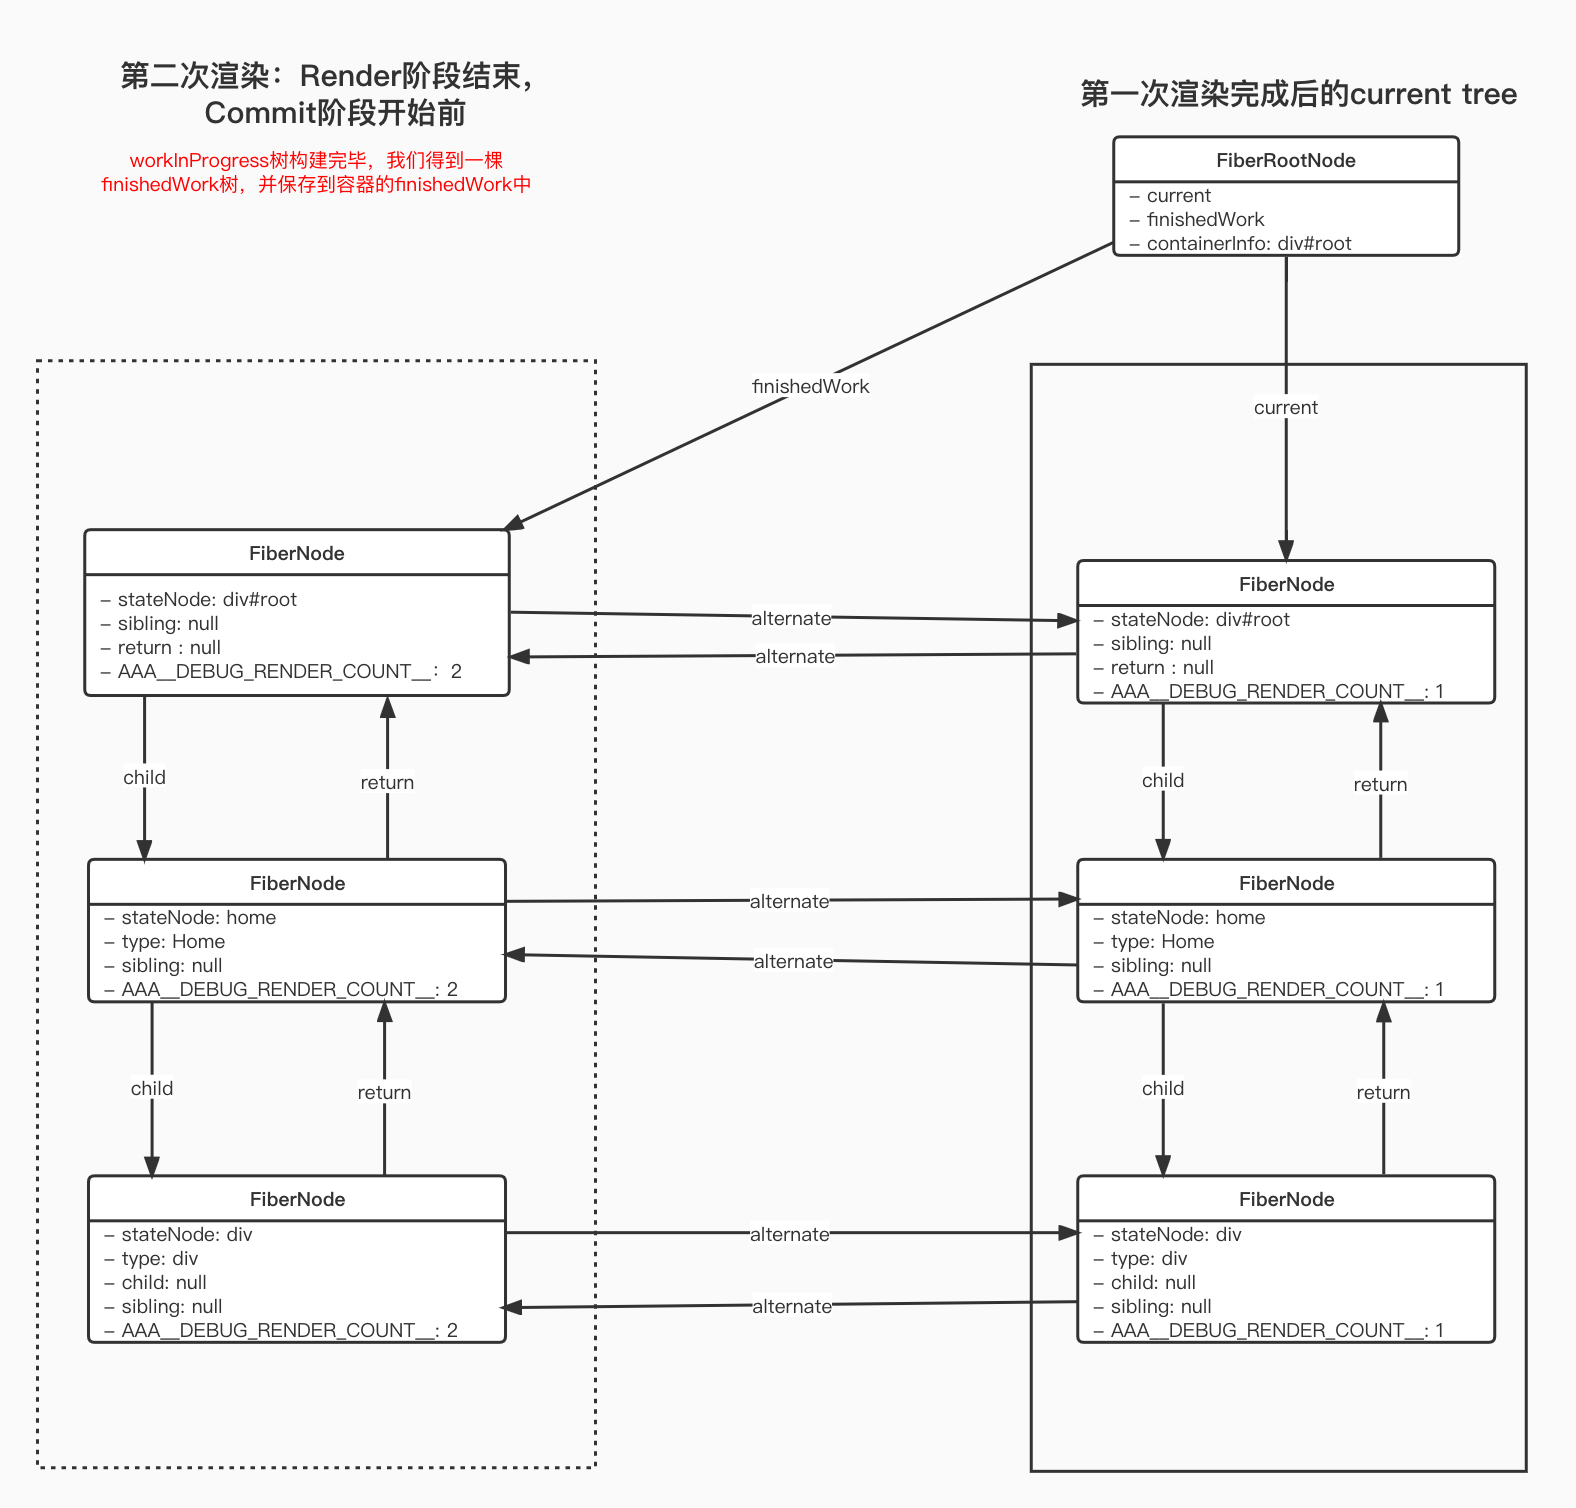 第二次渲染：Render阶段结束，
Commit阶段开始前
workInProgress树构建完毕，我们得到一棵
finishedWork树，并保存到容器的finishedWork中
第一次渲染完成后的current tree
FiberRootNode
– current
– finishedWork
– containerInfo: div#root
finishedWork
current
FiberNode
– stateNode: div#root
– sibling: null
– return : null
– AAA__DEBUG_RENDER_COUNT__： 2
alternate
alternate
FiberNode
– stateNode: div#root
– sibling: null
– return : null
– AAA__DEBUG_RENDER_COUNT__: 1
child
return
child
return
FiberNode
– stateNode: home
– type: Home
– sibling: null
– AAA__DEBUG_RENDER_COUNT__: 2
alternate
alternate
FiberNode
– stateNode: home
– type: Home
– sibling: null
– AAA__DEBUG_RENDER_COUNT__: 1
child
return
child
return
FiberNode
– stateNode: div
– type: div
– child: null
– sibling: null
– AAA__DEBUG_RENDER_COUNT__: 2
alternate
alternate
FiberNode
– stateNode: div
– type: div
– child: null
– sibling: null
– AAA__DEBUG_RENDER_COUNT__: 1